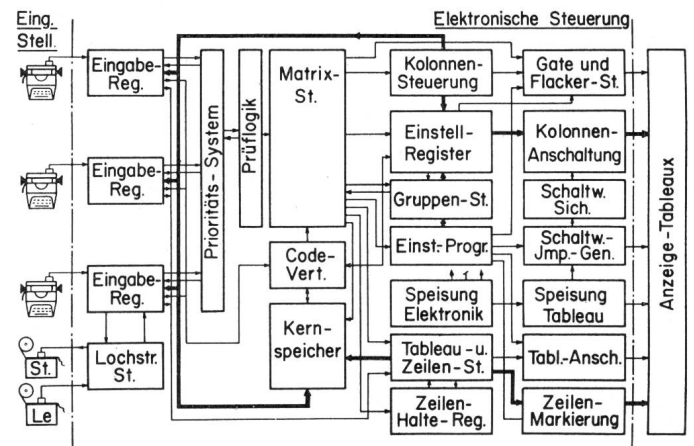 Eing.
Stell.
Elektronische Steuerung
Eingabe-
Reg.
Eingabe-
Reg.
Eingabe-
Reg.
Lochstr.
St.
St.
Le
Prioritäts-System
Prüflogik
Matrix-
St.
Code-
Vert.
Kern-
speicher
Kolonnen-
Steuerung
Einstell-
Register
Gruppen-St.
Einst.-Progr.
Speisung
Elektronik
Tableau-u.
Zeilen-St.
Zeilen-
Halte-Reg.
Gate und
Flacker-St.
Kolonnen-
Anschaltung
Schaltw.
Sich.
Schaltw.-
Jmp.-Gen.
Speisung
Tableau
Tabl.-Ansch.
Zeilen-
Markierung
Anzeige-Tableaux